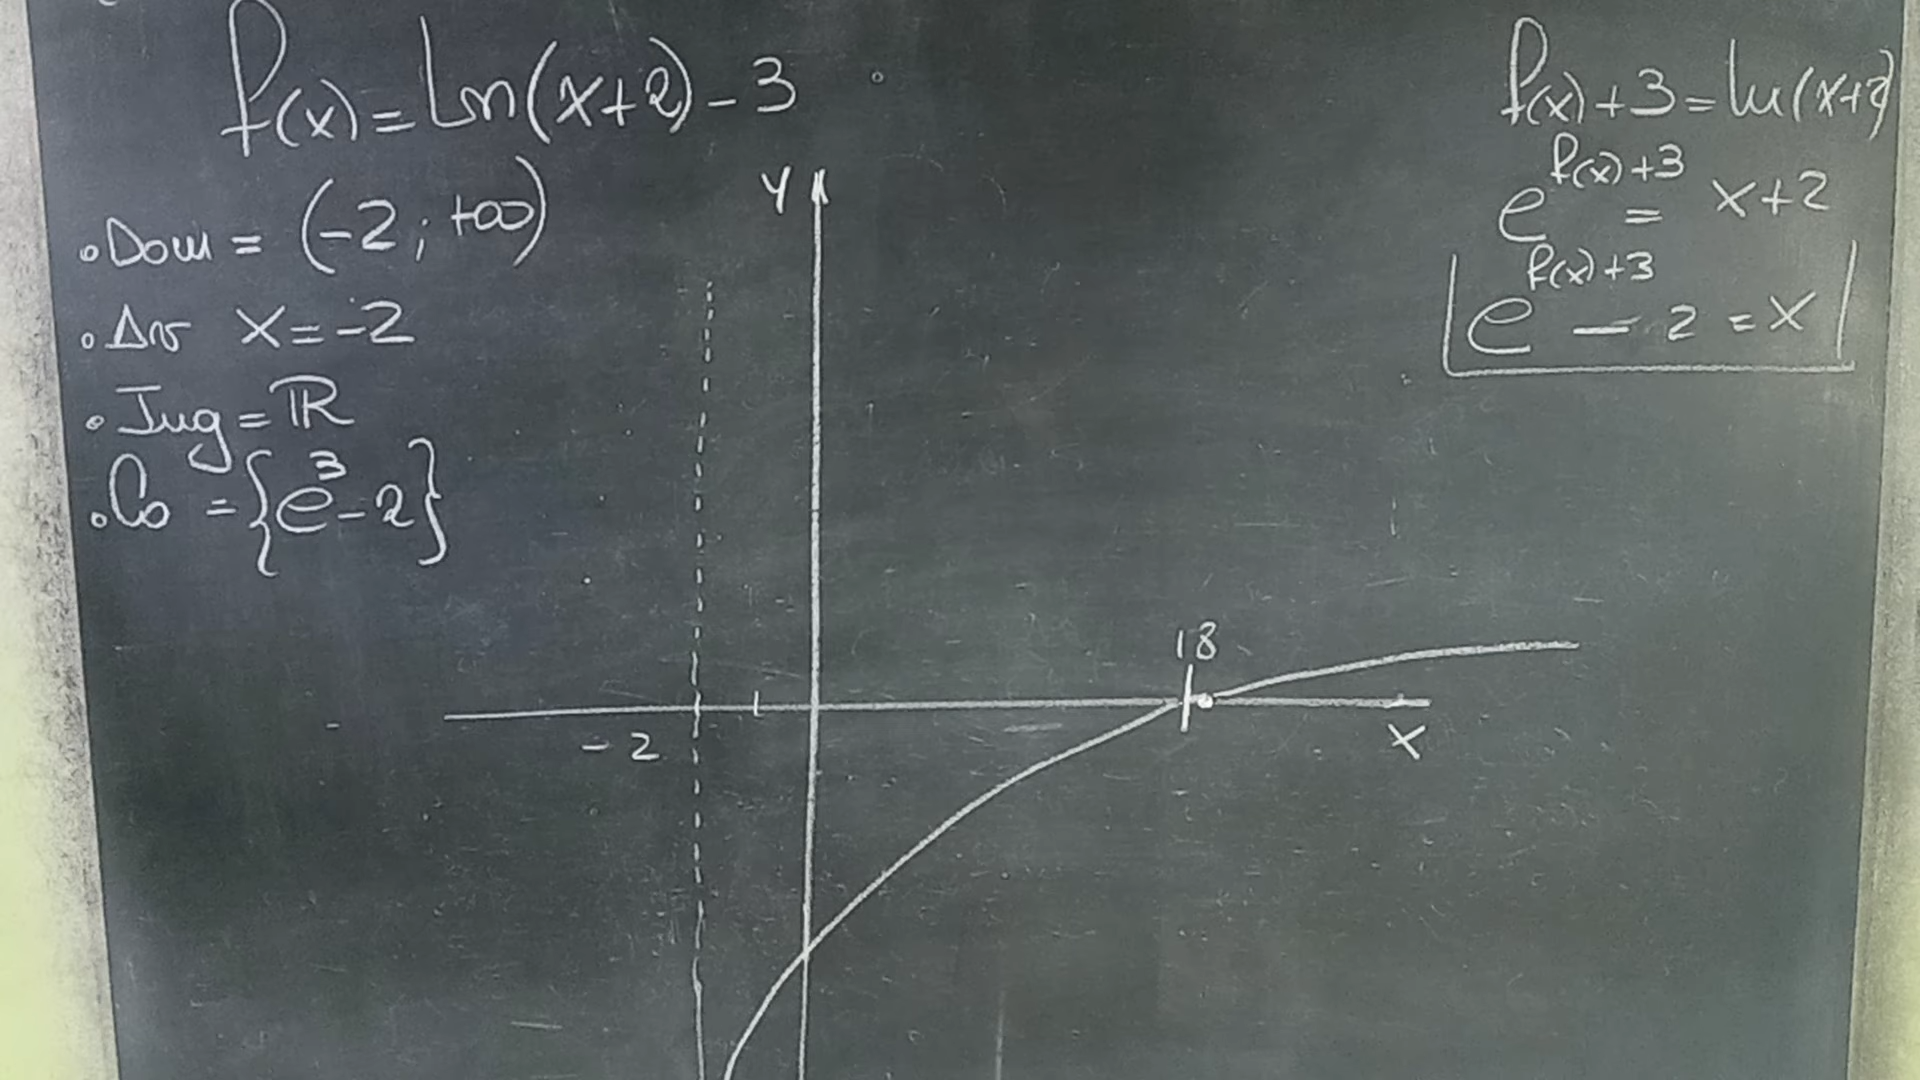 f(x) = ln(x+2) - 3
• Dom = (-2; +∞)
• Av x = -2
• Img = ℝ
• Co = {e³ - 2}
y
-2
18
x
f(x) + 3 = ln(x+2)
e^(f(x)+3) = x+2
e^(f(x)+3) - 2 = x